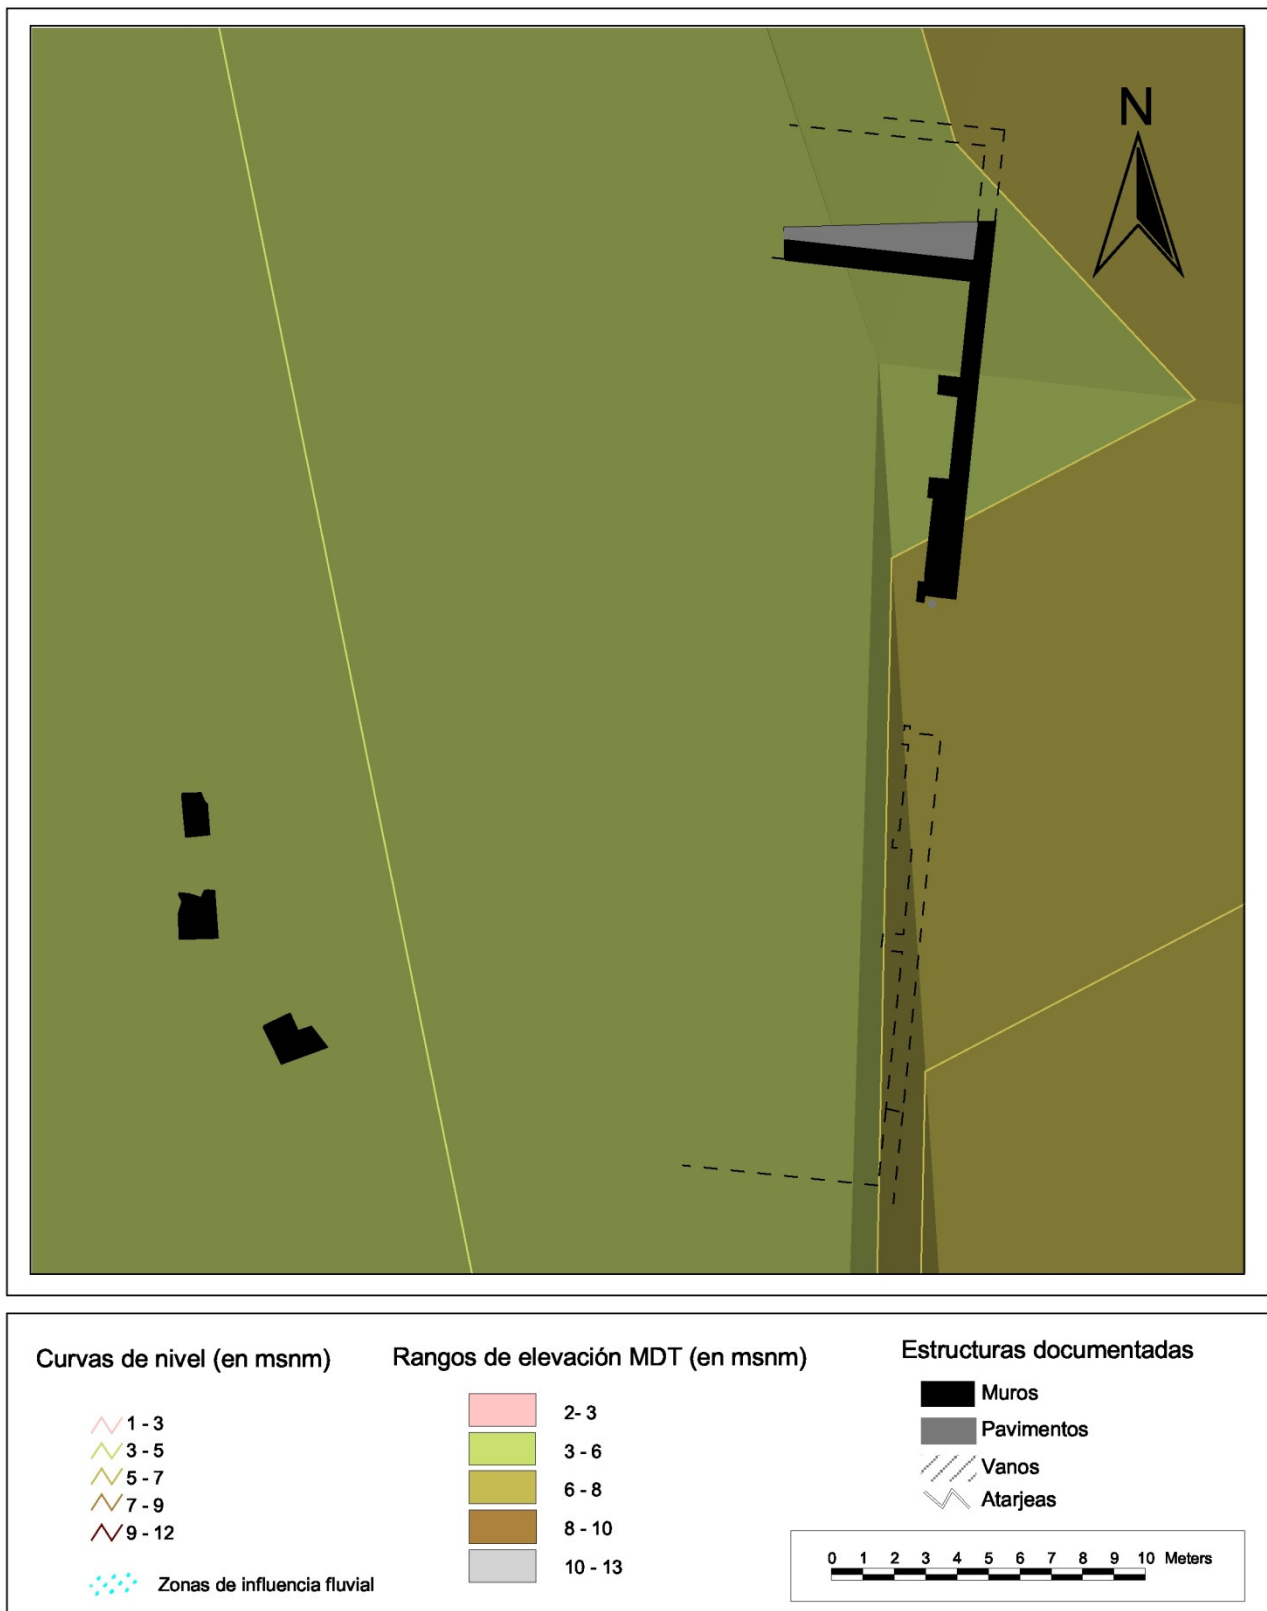 N
Curvas de nivel (en msnm)
1 - 3
3 - 5
5 - 7
7 - 9
9 - 12
Zonas de influencia fluvial
Rangos de elevación MDT (en msnm)
2- 3
3 - 6
6 - 8
8 - 10
10 - 13
Estructuras documentadas
Muros
Pavimentos
Vanos
Atarjeas
0 1 2 3 4 5 6 7 8 9 10 Meters